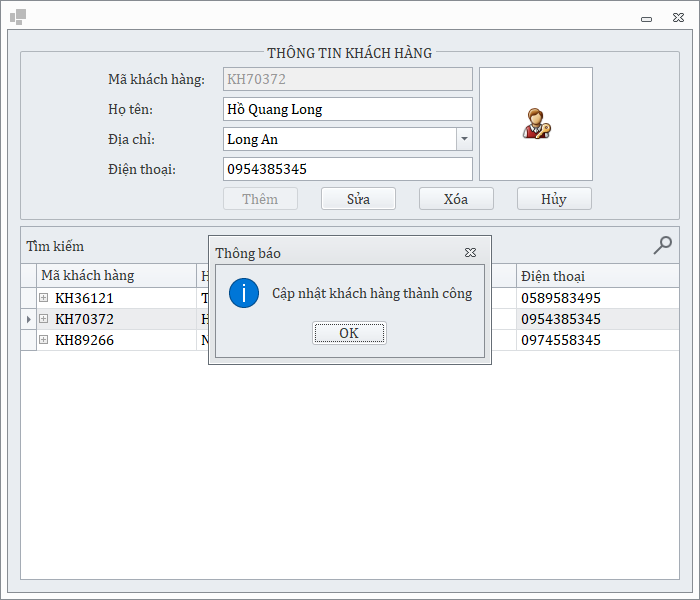 THÔNG TIN KHÁCH HÀNG
Mã khách hàng: KH70372
Họ tên: Hồ Quang Long
Địa chỉ: Long An
Điện thoại: 0954385345
Thêm Sửa Xóa Hủy
Tìm kiếm
Thông báo
Cập nhật khách hàng thành công
OK
Mã khách hàng H Điện thoại
KH36121 T 0589583495
KH70372 H 0954385345
KH89266 N 0974558345